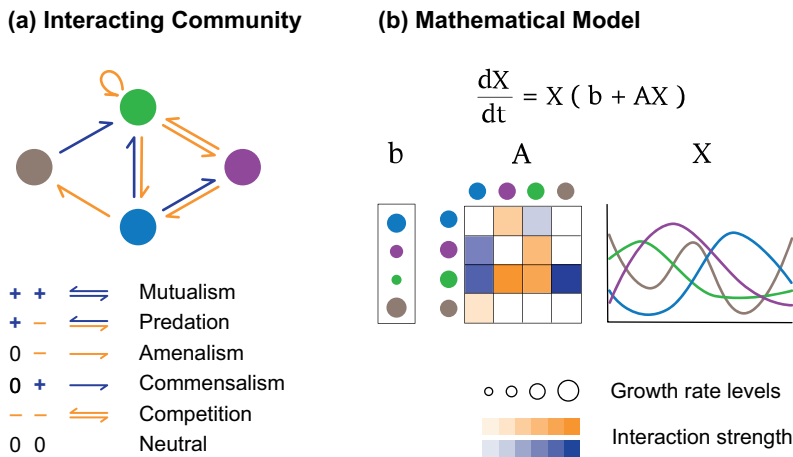 (a) Interacting Community
+ + Mutualism
+ – Predation
0 – Amenalism
0 + Commensalism
– – Competition
0 0 Neutral
(b) Mathematical Model
dX
dt
= X ( b + AX )
b A X
Growth rate levels
Interaction strength